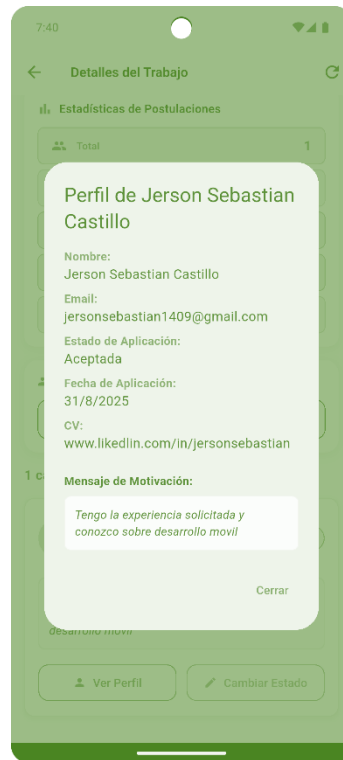 7:40
Detalles del Trabajo
Estadísticas de Postulaciones
Total 1
Perfil de Jerson Sebastian
Castillo
Nombre:
Jerson Sebastian Castillo
Email:
jersonsebastian1409@gmail.com
Estado de Aplicación:
Aceptada
Fecha de Aplicación:
31/8/2025
CV:
www.likedlin.com/in/jersonsebastian
1 c
Mensaje de Motivación:
Tengo la experiencia solicitada y
conozco sobre desarrollo movil
Cerrar
desarrollo movil
Ver Perfil
Cambiar Estado